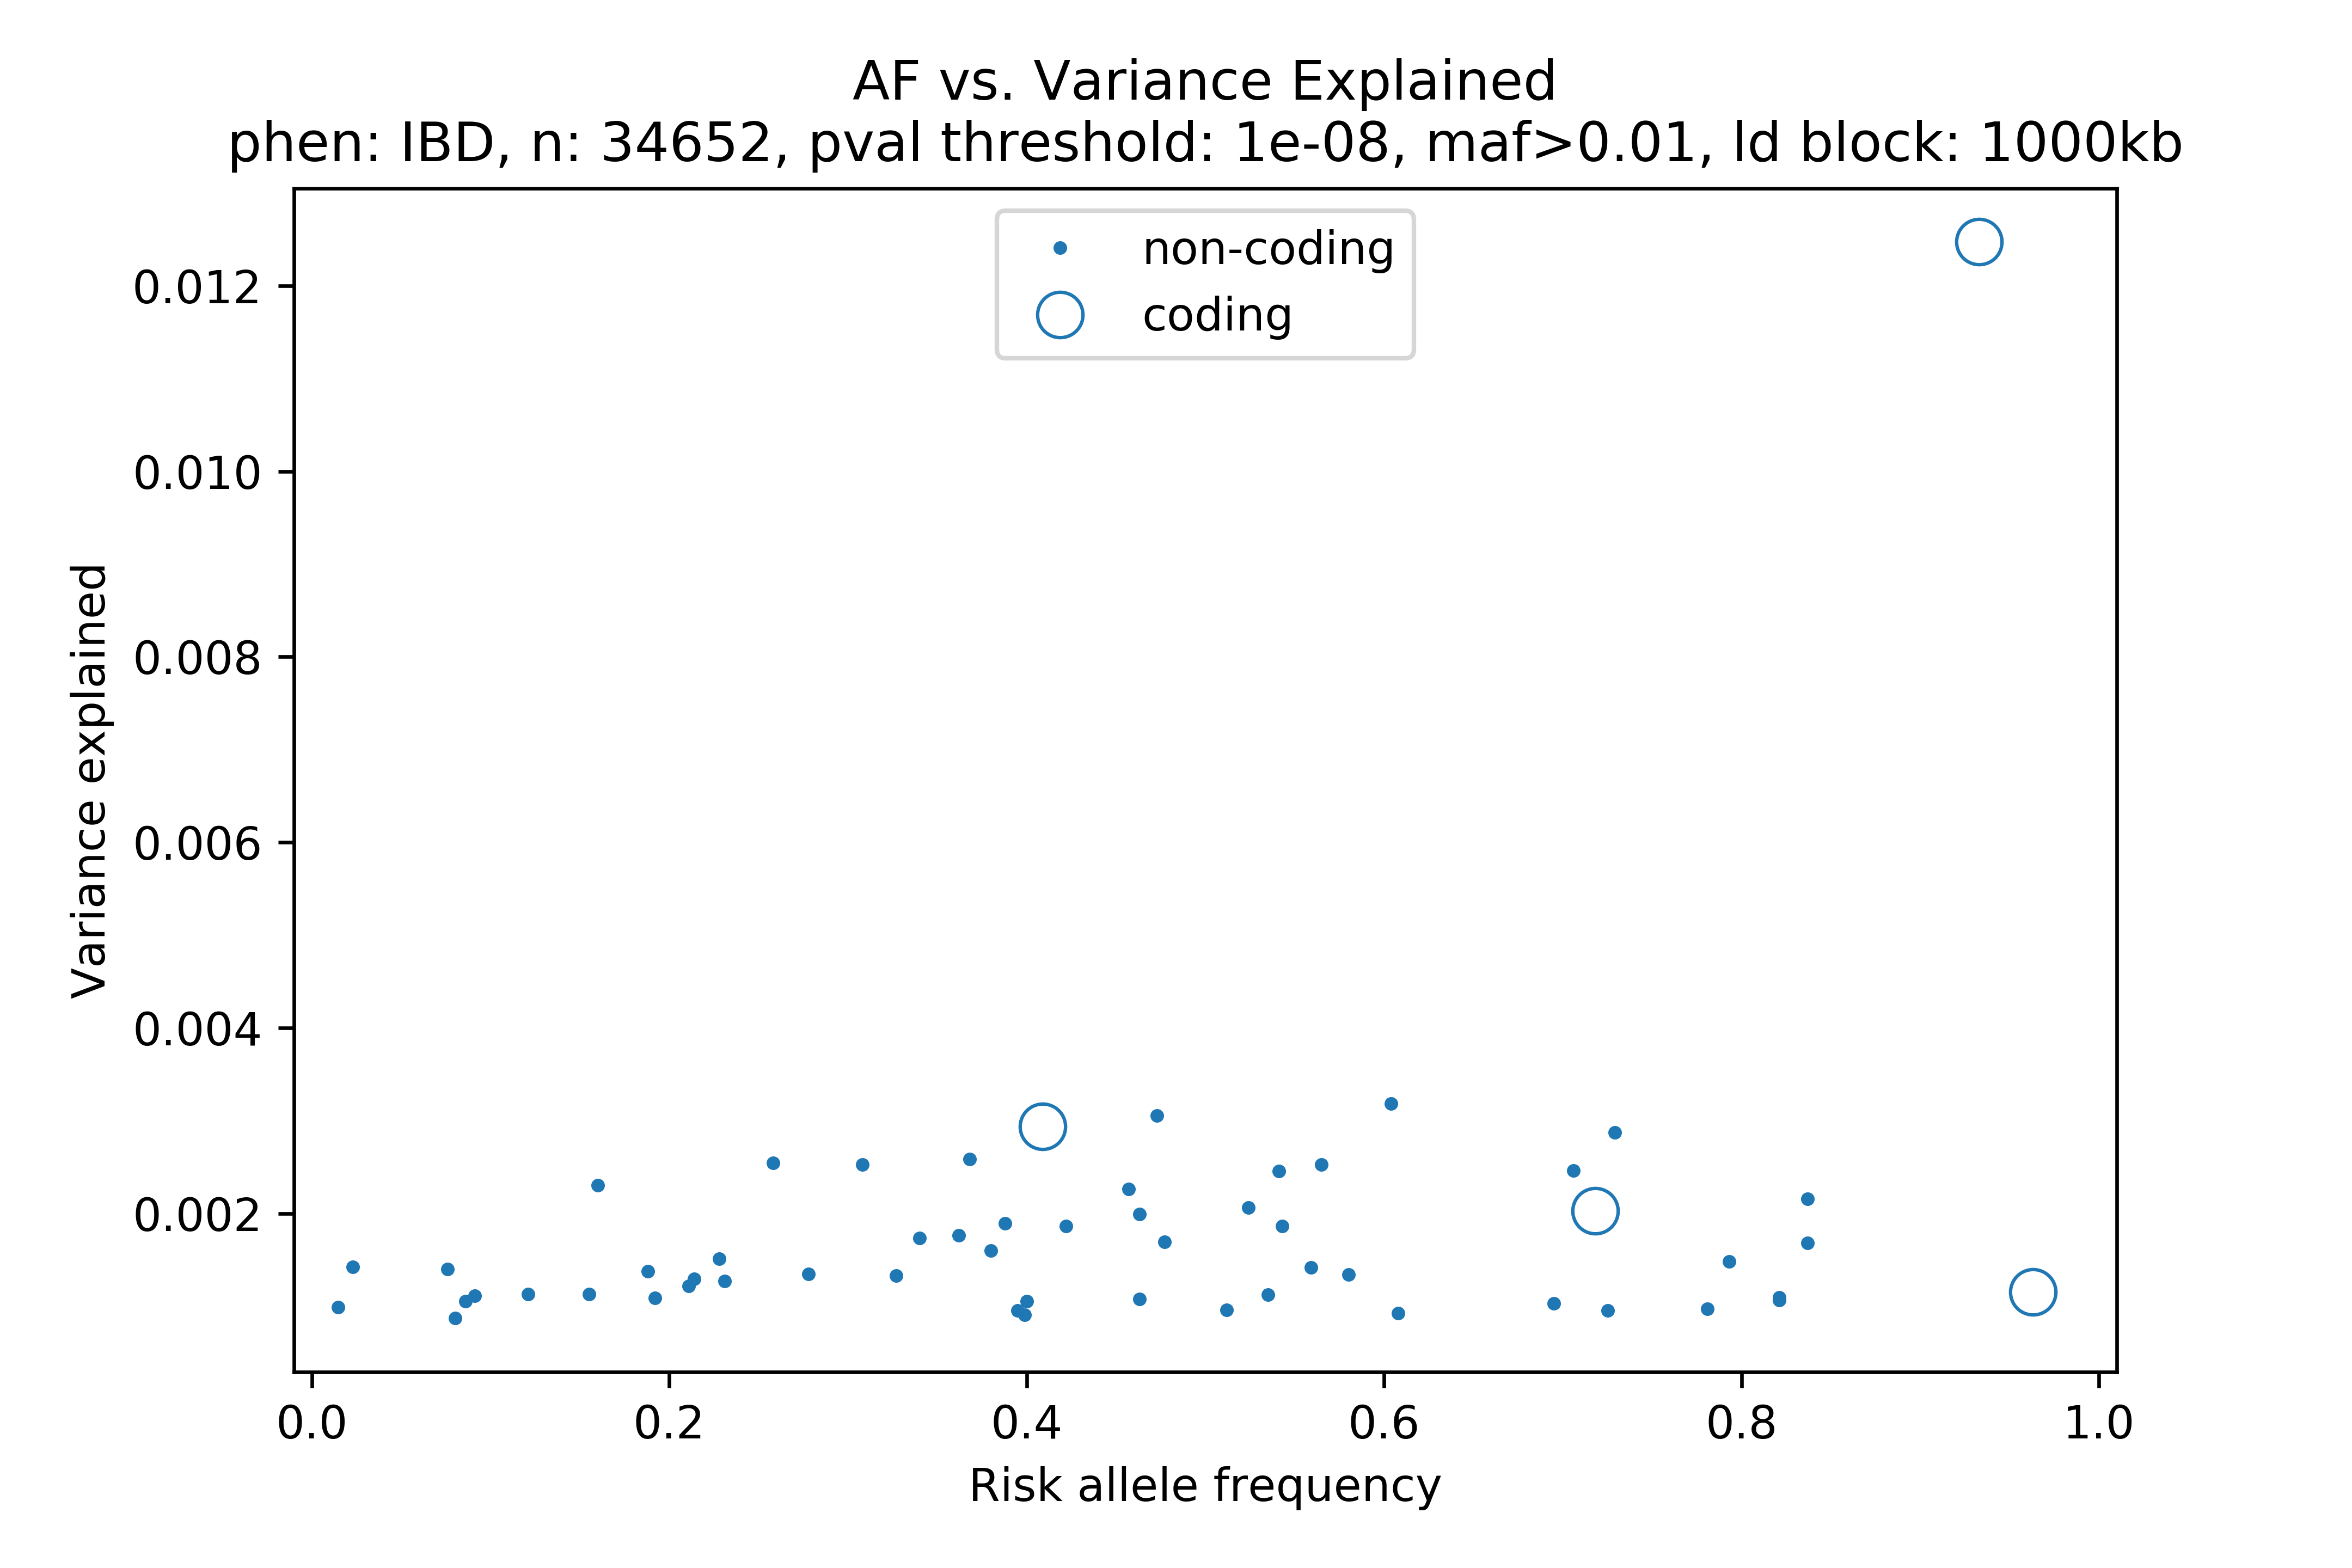 AF vs. Variance Explained
phen: IBD, n: 34652, pval threshold: 1e-08, maf>0.01, ld block: 1000kb
non-coding
coding
0.012
0.010
0.008
0.006
0.004
0.002
Variance explained
0.0 0.2 0.4 0.6 0.8 1.0
Risk allele frequency